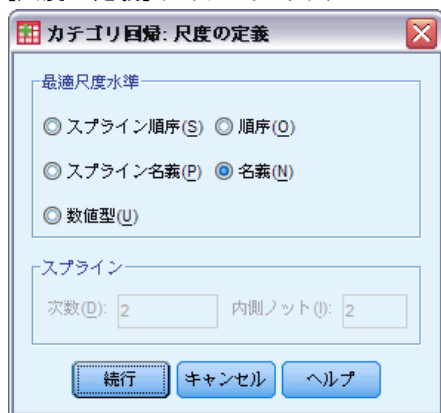 カテゴリ回帰: 尺度の定義
最適尺度水準
スプライン順序(S) 順序(O)
スプライン名義(P) 名義(N)
数値型(U)
スプライン
次数(D): 2 内側ノット(I): 2
続行 キャンセル ヘルプ